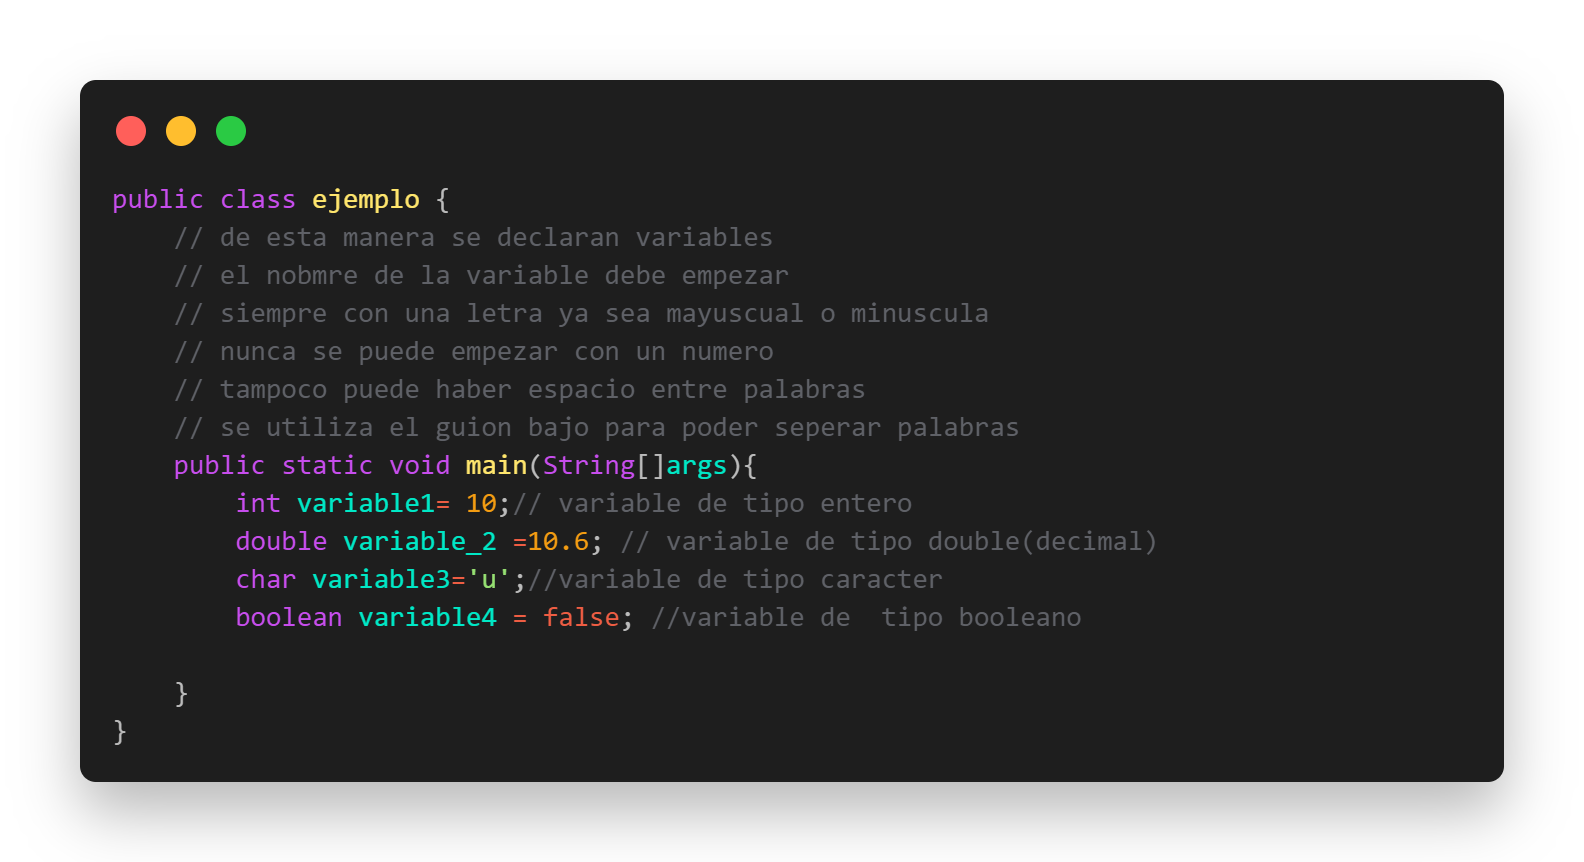 public class ejemplo {
    // de esta manera se declaran variables
    // el nobmre de la variable debe empezar
    // siempre con una letra ya sea mayuscual o minuscula
    // nunca se puede empezar con un numero
    // tampoco puede haber espacio entre palabras
    // se utiliza el guion bajo para poder seperar palabras
    public static void main(String[]args){
        int variable1= 10;// variable de tipo entero
        double variable_2 =10.6; // variable de tipo double(decimal)
        char variable3='u';//variable de tipo caracter
        boolean variable4 = false; //variable de  tipo booleano
    }
}